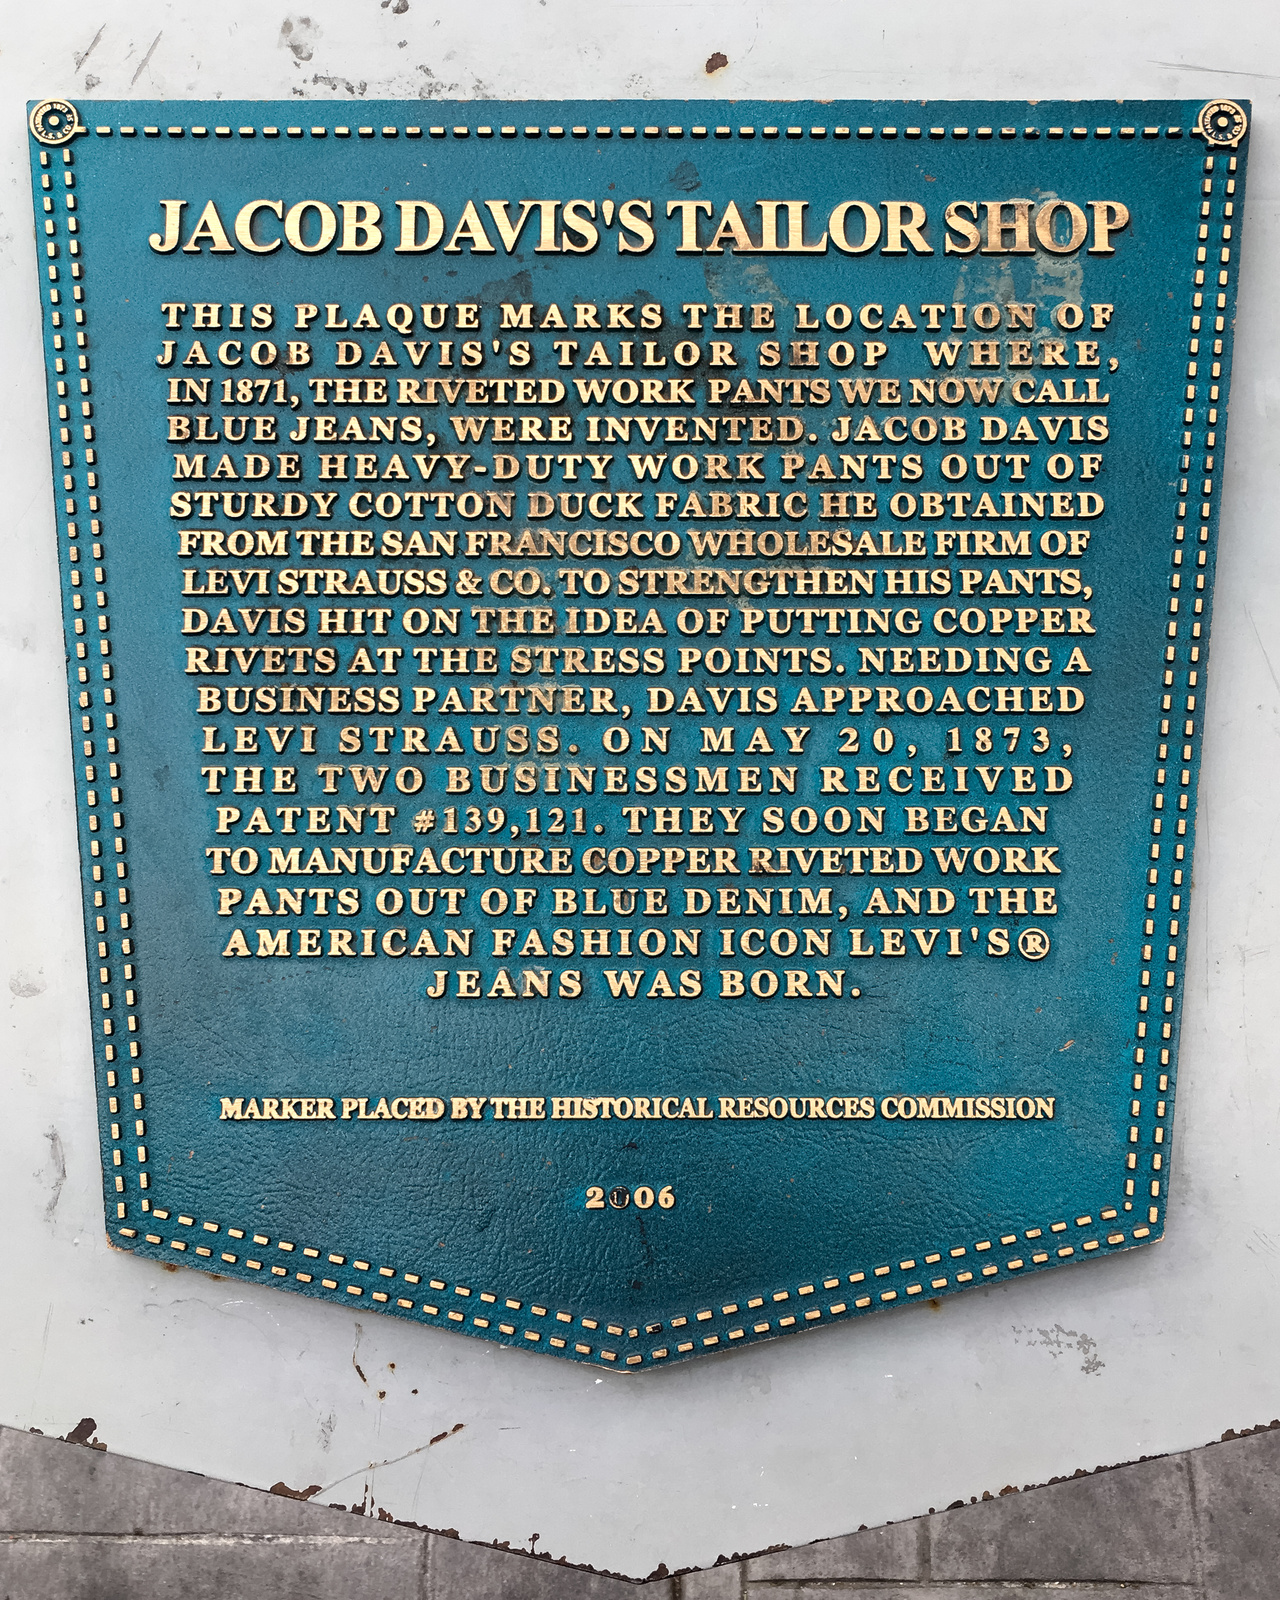 JACOB DAVIS'S TAILOR SHOP
THIS PLAQUE MARKS THE LOCATION OF
JACOB DAVIS'S TAILOR SHOP WHERE,
IN 1871, THE RIVETED WORK PANTS WE NOW CALL
BLUE JEANS, WERE INVENTED. JACOB DAVIS
MADE HEAVY-DUTY WORK PANTS OUT OF
STURDY COTTON DUCK FABRIC HE OBTAINED
FROM THE SAN FRANCISCO WHOLESALE FIRM OF
LEVI STRAUSS & CO. TO STRENGTHEN HIS PANTS,
DAVIS HIT ON THE IDEA OF PUTTING COPPER
RIVETS AT THE STRESS POINTS. NEEDING A
BUSINESS PARTNER, DAVIS APPROACHED
LEVI STRAUSS. ON MAY 20, 1873,
THE TWO BUSINESSMEN RECEIVED
PATENT #139,121. THEY SOON BEGAN
TO MANUFACTURE COPPER RIVETED WORK
PANTS OUT OF BLUE DENIM, AND THE
AMERICAN FASHION ICON LEVI'S®
JEANS WAS BORN.
MARKER PLACED BY THE HISTORICAL RESOURCES COMMISSION
2006